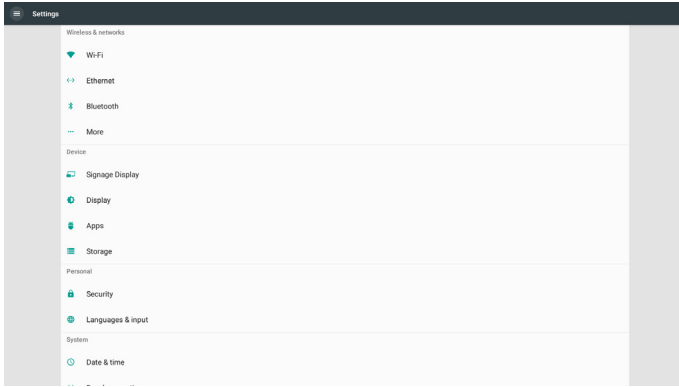 Settings
Wireless & networks
Wi-Fi
Ethernet
Bluetooth
More
Device
Signage Display
Display
Apps
Storage
Personal
Security
Languages & input
System
Date & time